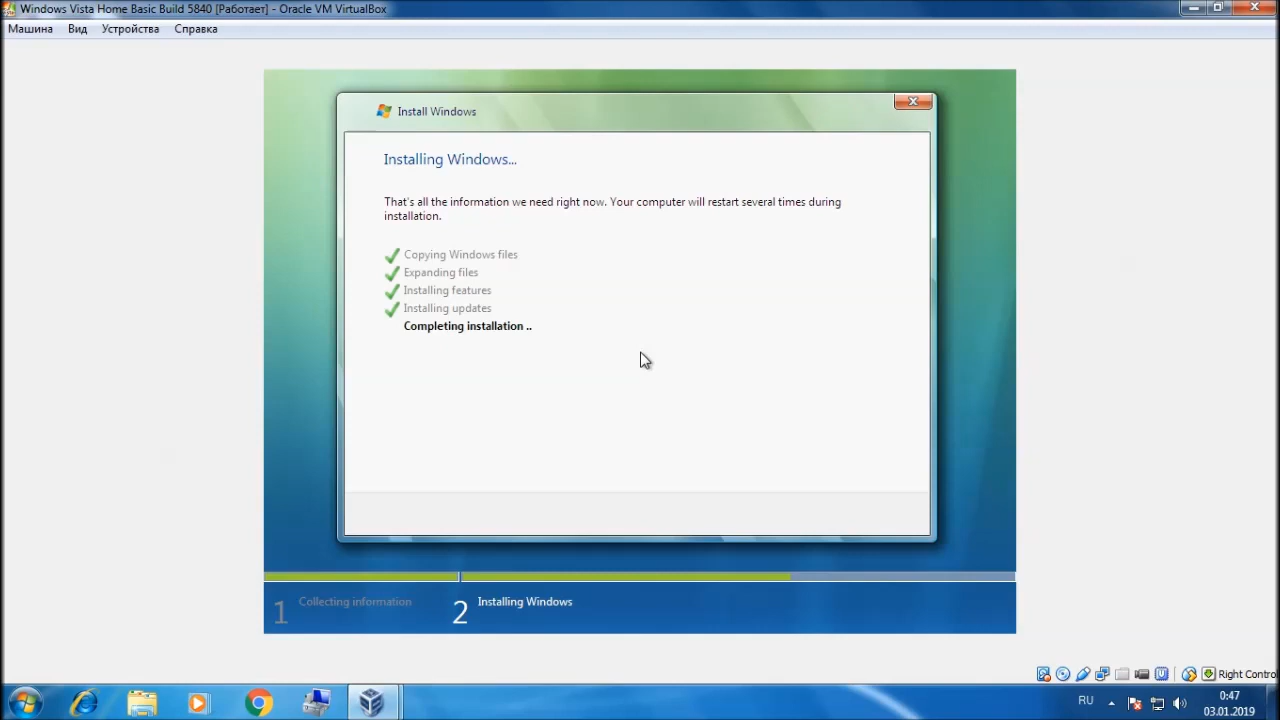 Windows Vista Home Basic Build 5840 [Работает] - Oracle VM VirtualBox
Машина Вид Устройства Справка
Install Windows
Installing Windows...
That's all the information we need right now. Your computer will restart several times during
installation.
Copying Windows files
Expanding files
Installing features
Installing updates
Completing installation ..
1 Collecting information 2 Installing Windows
Right Contro
RU 0:47
03.01.2019